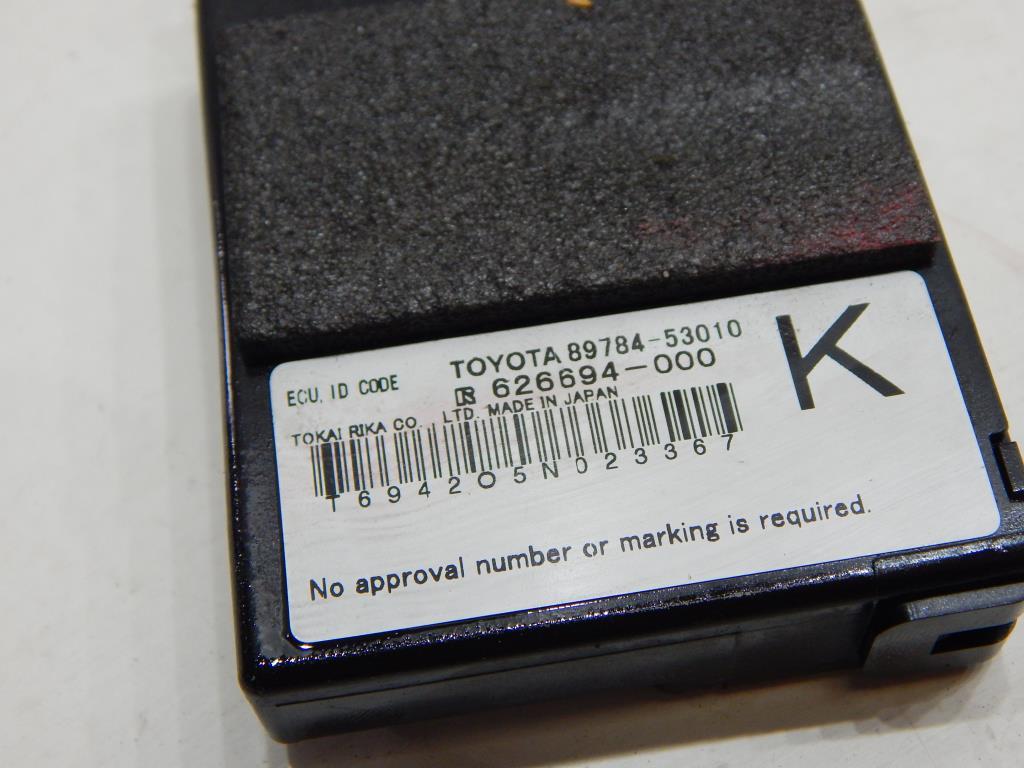 ECU. ID CODE
TOYOTA 89784-53010
R 626694-000
K
TOKAI RIKA CO. LTD. MADE IN JAPAN
T6942O5N023367
No approval number or marking is required.